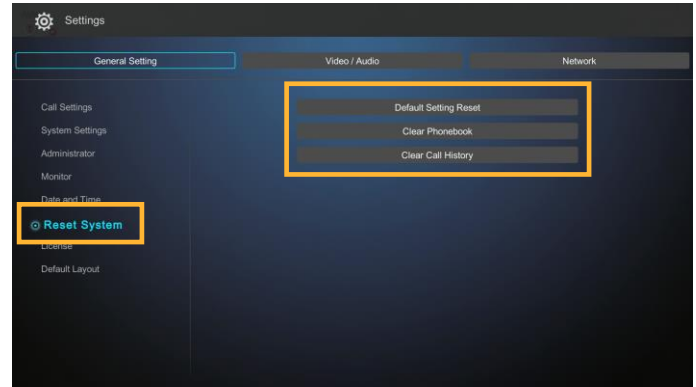 Settings
General Setting
Video / Audio
Network
Call Settings
System Settings
Administrator
Monitor
Date and Time
Reset System
License
Default Layout
Default Setting Reset
Clear Phonebook
Clear Call History